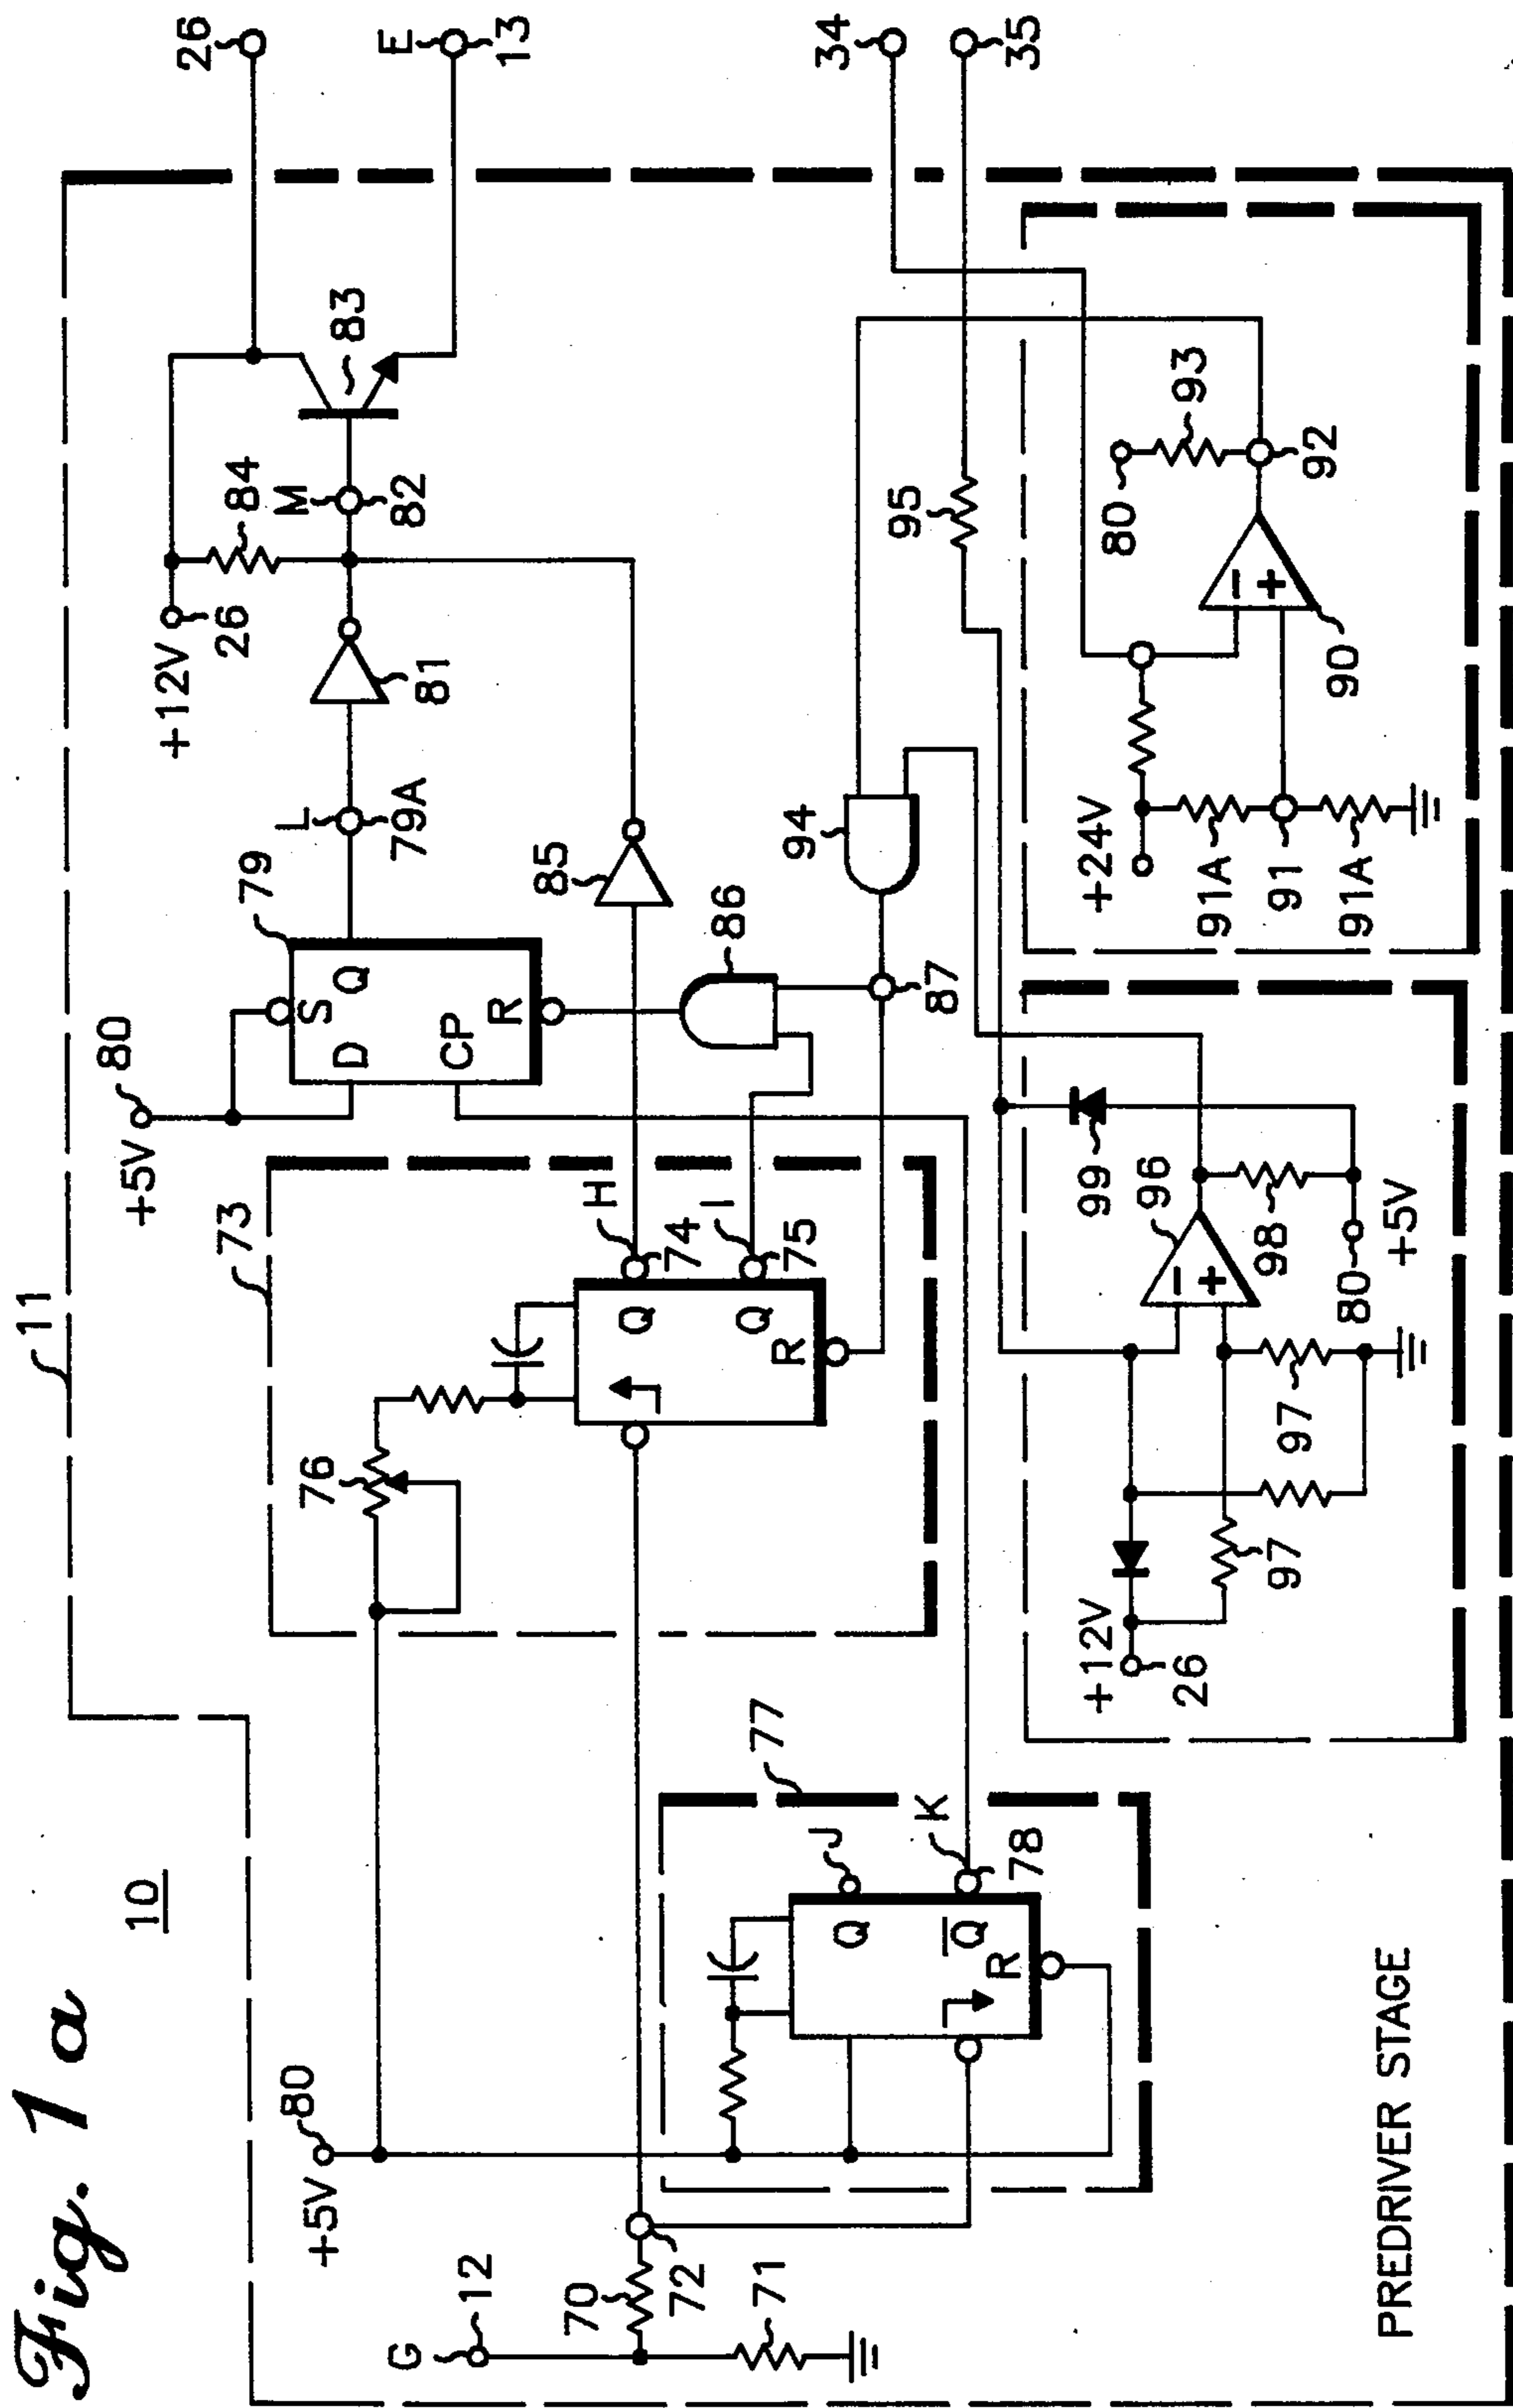 Fig. 1a
10
11
G
12
70
71
72
+5V
80
76
73
77
J
K
78
Q
Q̅
R
Q
Q
R
H
74
I
75
+5V
80
79
S
D
Q
CP
R
L
79A
81
+12V
26
84
M
82
83
26
E
13
34
35
85
86
87
94
95
+12V
26
97
97
96
−
+
98
99
80
+5V
+24V
91A
91
91A
90
−
+
80
93
92
PREDRIVER STAGE